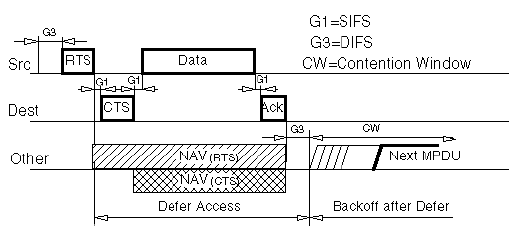 G1=SIFS
G3=DIFS
CW=Contention Window
G3
Src
RTS
Data
G1
G1
G1
Dest
CTS
Ack
G3
CW
Other
NAV (RTS)
Next MPDU
NAV (CTS)
Defer Access
Backoff after Defer